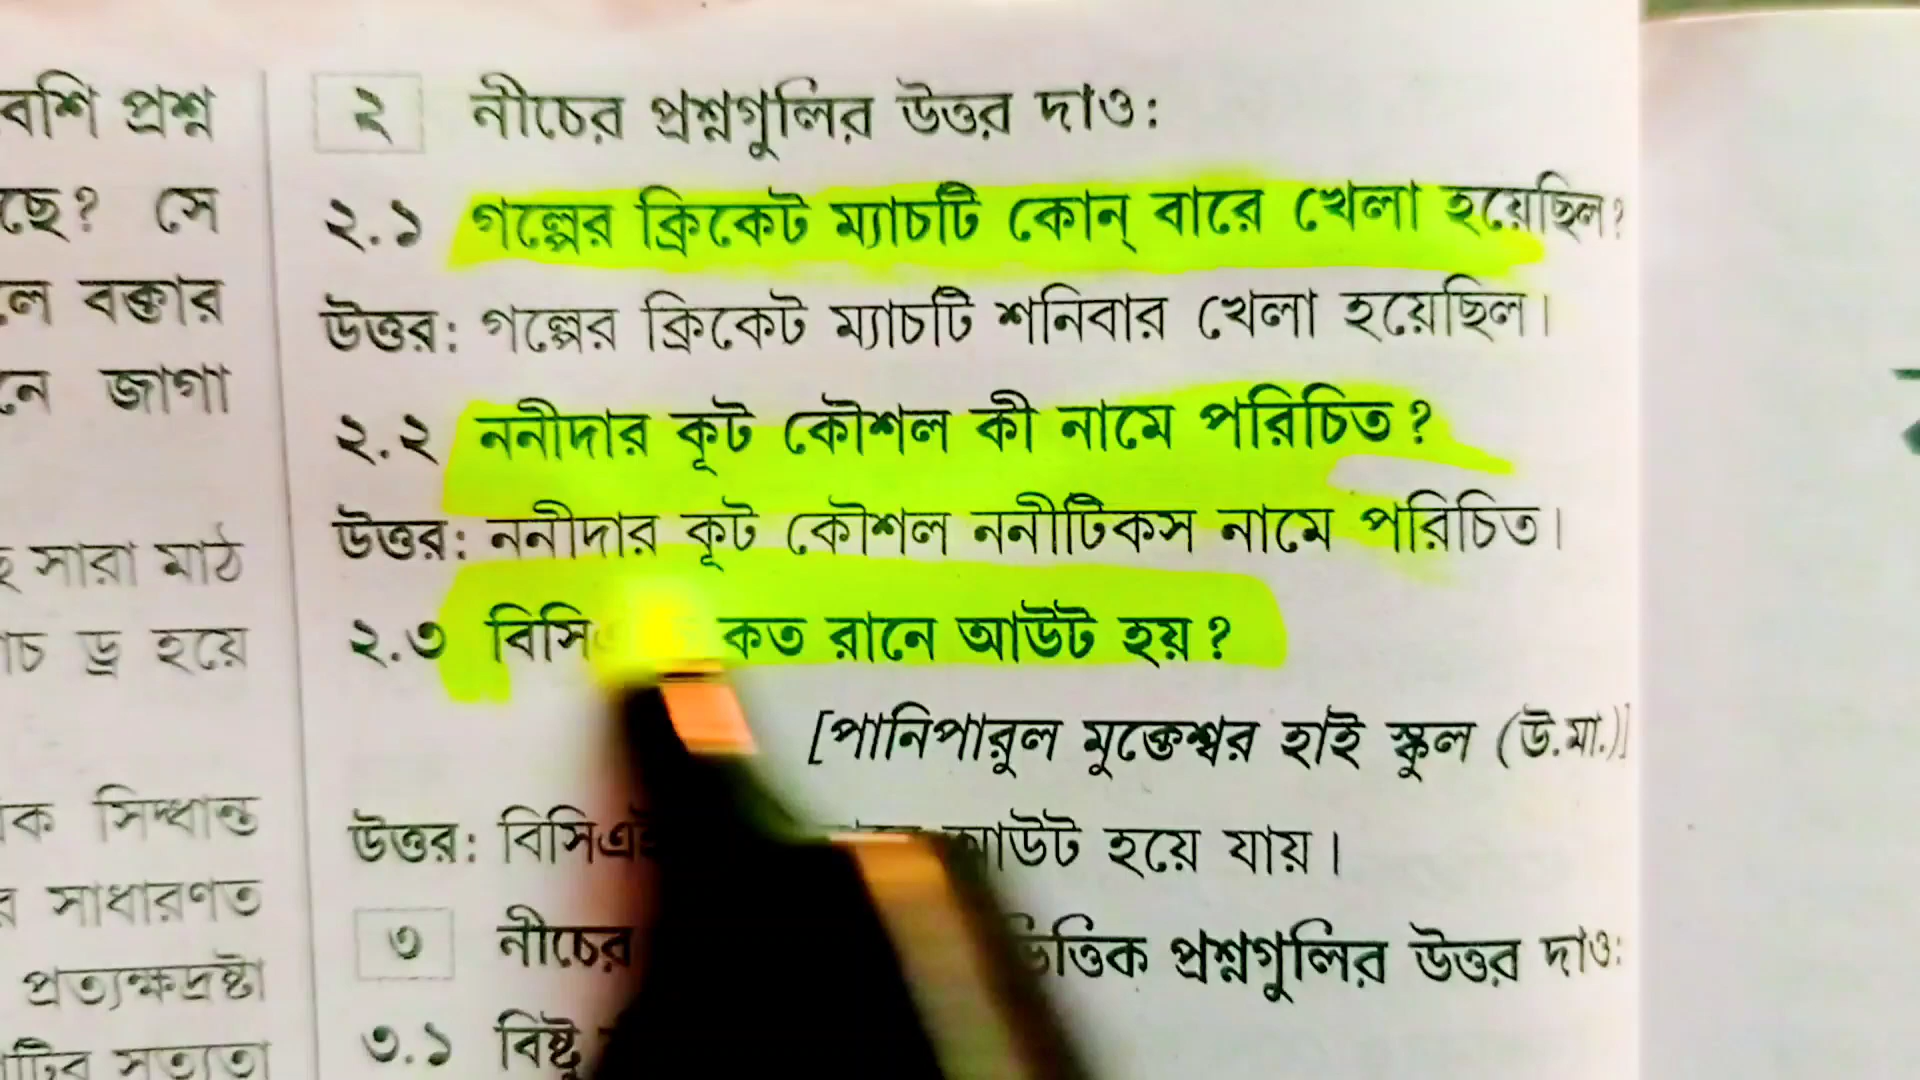 বেশি প্রশ্ন
ছে? সে
বক্তার
জাগা
সারা মাঠ
ড্র হয়ে
সিদ্ধান্ত
সাধারণত
প্রত্যক্ষদ্রষ্টা
সত্যতা
২ নীচের প্রশ্নগুলির উত্তর দাও:
২.১ গল্পের ক্রিকেট ম্যাচটি কোন্ বারে খেলা হয়েছিল?
উত্তর: গল্পের ক্রিকেট ম্যাচটি শনিবার খেলা হয়েছিল।
২.২ ননীদার কূট কৌশল কী নামে পরিচিত?
উত্তর: ননীদার কূট কৌশল ননীটিকস নামে পরিচিত।
২.৩ কত রানে আউট হয়?
[পানিপারুল মুক্তেশ্বর হাই স্কুল (উ.মা.)]
উত্তর: আউট হয়ে যায়।
৩ নীচের প্রশ্নগুলির উত্তর দাও:
৩.১ বিষ্টু